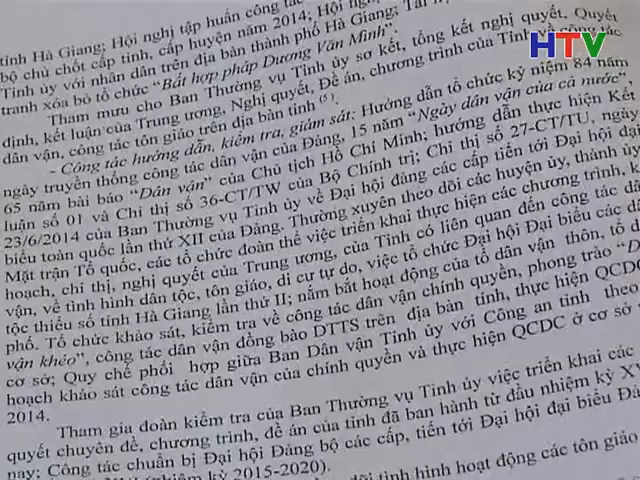 HTV
tỉnh Hà Giang; Hội nghị tập huấn công tác
bộ chủ chốt cấp tỉnh, cấp huyện năm 2014; Hội
Tỉnh ủy với nhân dân trên địa bàn thành phố Hà Giang;
tranh xóa bỏ tổ chức “Bất hợp pháp Dương Văn Mình”.
Tham mưu cho Ban Thường vụ Tỉnh ủy sơ kết, tổng kết nghị quyết, Quyết
định, kết luận của Trung ương, Nghị quyết, Đề án, chương trình của Tỉnh về
dân vận, công tác tôn giáo trên địa bàn tỉnh (5).
- Công tác hướng dẫn, kiểm tra, giám sát: Hướng dẫn tổ chức kỷ niệm 84 năm
ngày truyền thống công tác dân vận của Đảng, 15 năm “Ngày dân vận của cả nước”,
65 năm bài báo “Dân vận” của Chủ tịch Hồ Chí Minh; hướng dẫn thực hiện Kết
luận số 01 và Chỉ thị số 36-CT/TW của Bộ Chính trị; Chỉ thị số 27-CT/TU, ngày
23/6/2014 của Ban Thường vụ Tỉnh ủy về Đại hội đảng các cấp tiến tới Đại hội đại
biểu toàn quốc lần thứ XII của Đảng. Thường xuyên theo dõi các huyện ủy, thành ủy
Mặt trận Tổ quốc, các tổ chức đoàn thể việc triển khai thực hiện các chương trình, k
hoạch, chỉ thị, nghị quyết của Trung ương, của Tỉnh có liên quan đến công tác dâ
vận, về tình hình dân tộc, tôn giáo, di cư tự do, việc tổ chức Đại hội Đại biểu các dâ
tộc thiểu số tỉnh Hà Giang lần thứ II; nắm bắt hoạt động của tổ dân vận thôn, tổ d
phố. Tổ chức khảo sát, kiểm tra về công tác dân vận chính quyền, phong trào “D
vận khéo”, công tác dân vận đồng bào DTTS trên địa bàn tỉnh, thực hiện QCDC
cơ sở; Quy chế phối hợp giữa Ban Dân vận Tỉnh ủy với Công an tỉnh theo
hoạch khảo sát công tác dân vận của chính quyền và thực hiện QCDC ở cơ sở
2014.
Tham gia đoàn kiểm tra của Ban Thường vụ Tỉnh ủy việc triển khai các
quyết chuyên đề, chương trình, đề án của tỉnh đã ban hành từ đầu nhiệm kỳ XV
nay; Công tác chuẩn bị Đại hội Đảng bộ các cấp, tiến tới Đại hội đại biểu Đả
kỳ 2015-2020).
tình hình hoạt động các tôn giáo